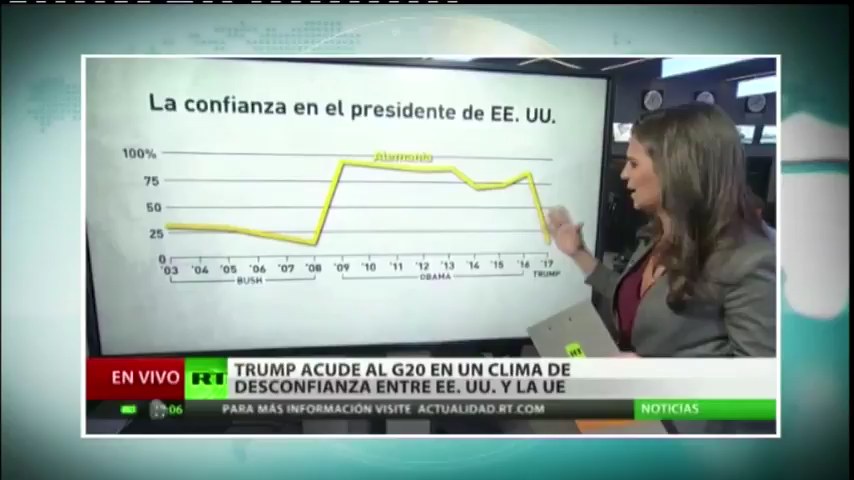 La confianza en el presidente de EE. UU.
100%
Alemania
75
50
25
0
'03 '04 '05 '06 '07 '08 '09 '10 '11 '12 '13 '14 '15 '16 '17
BUSH OBAMA TRUMP
EN VIVO RT TRUMP ACUDE AL G20 EN UN CLIMA DE
DESCONFIANZA ENTRE EE. UU. Y LA UE
:06 PARA MÁS INFORMACIÓN VISITE ACTUALIDAD.RT.COM NOTICIAS